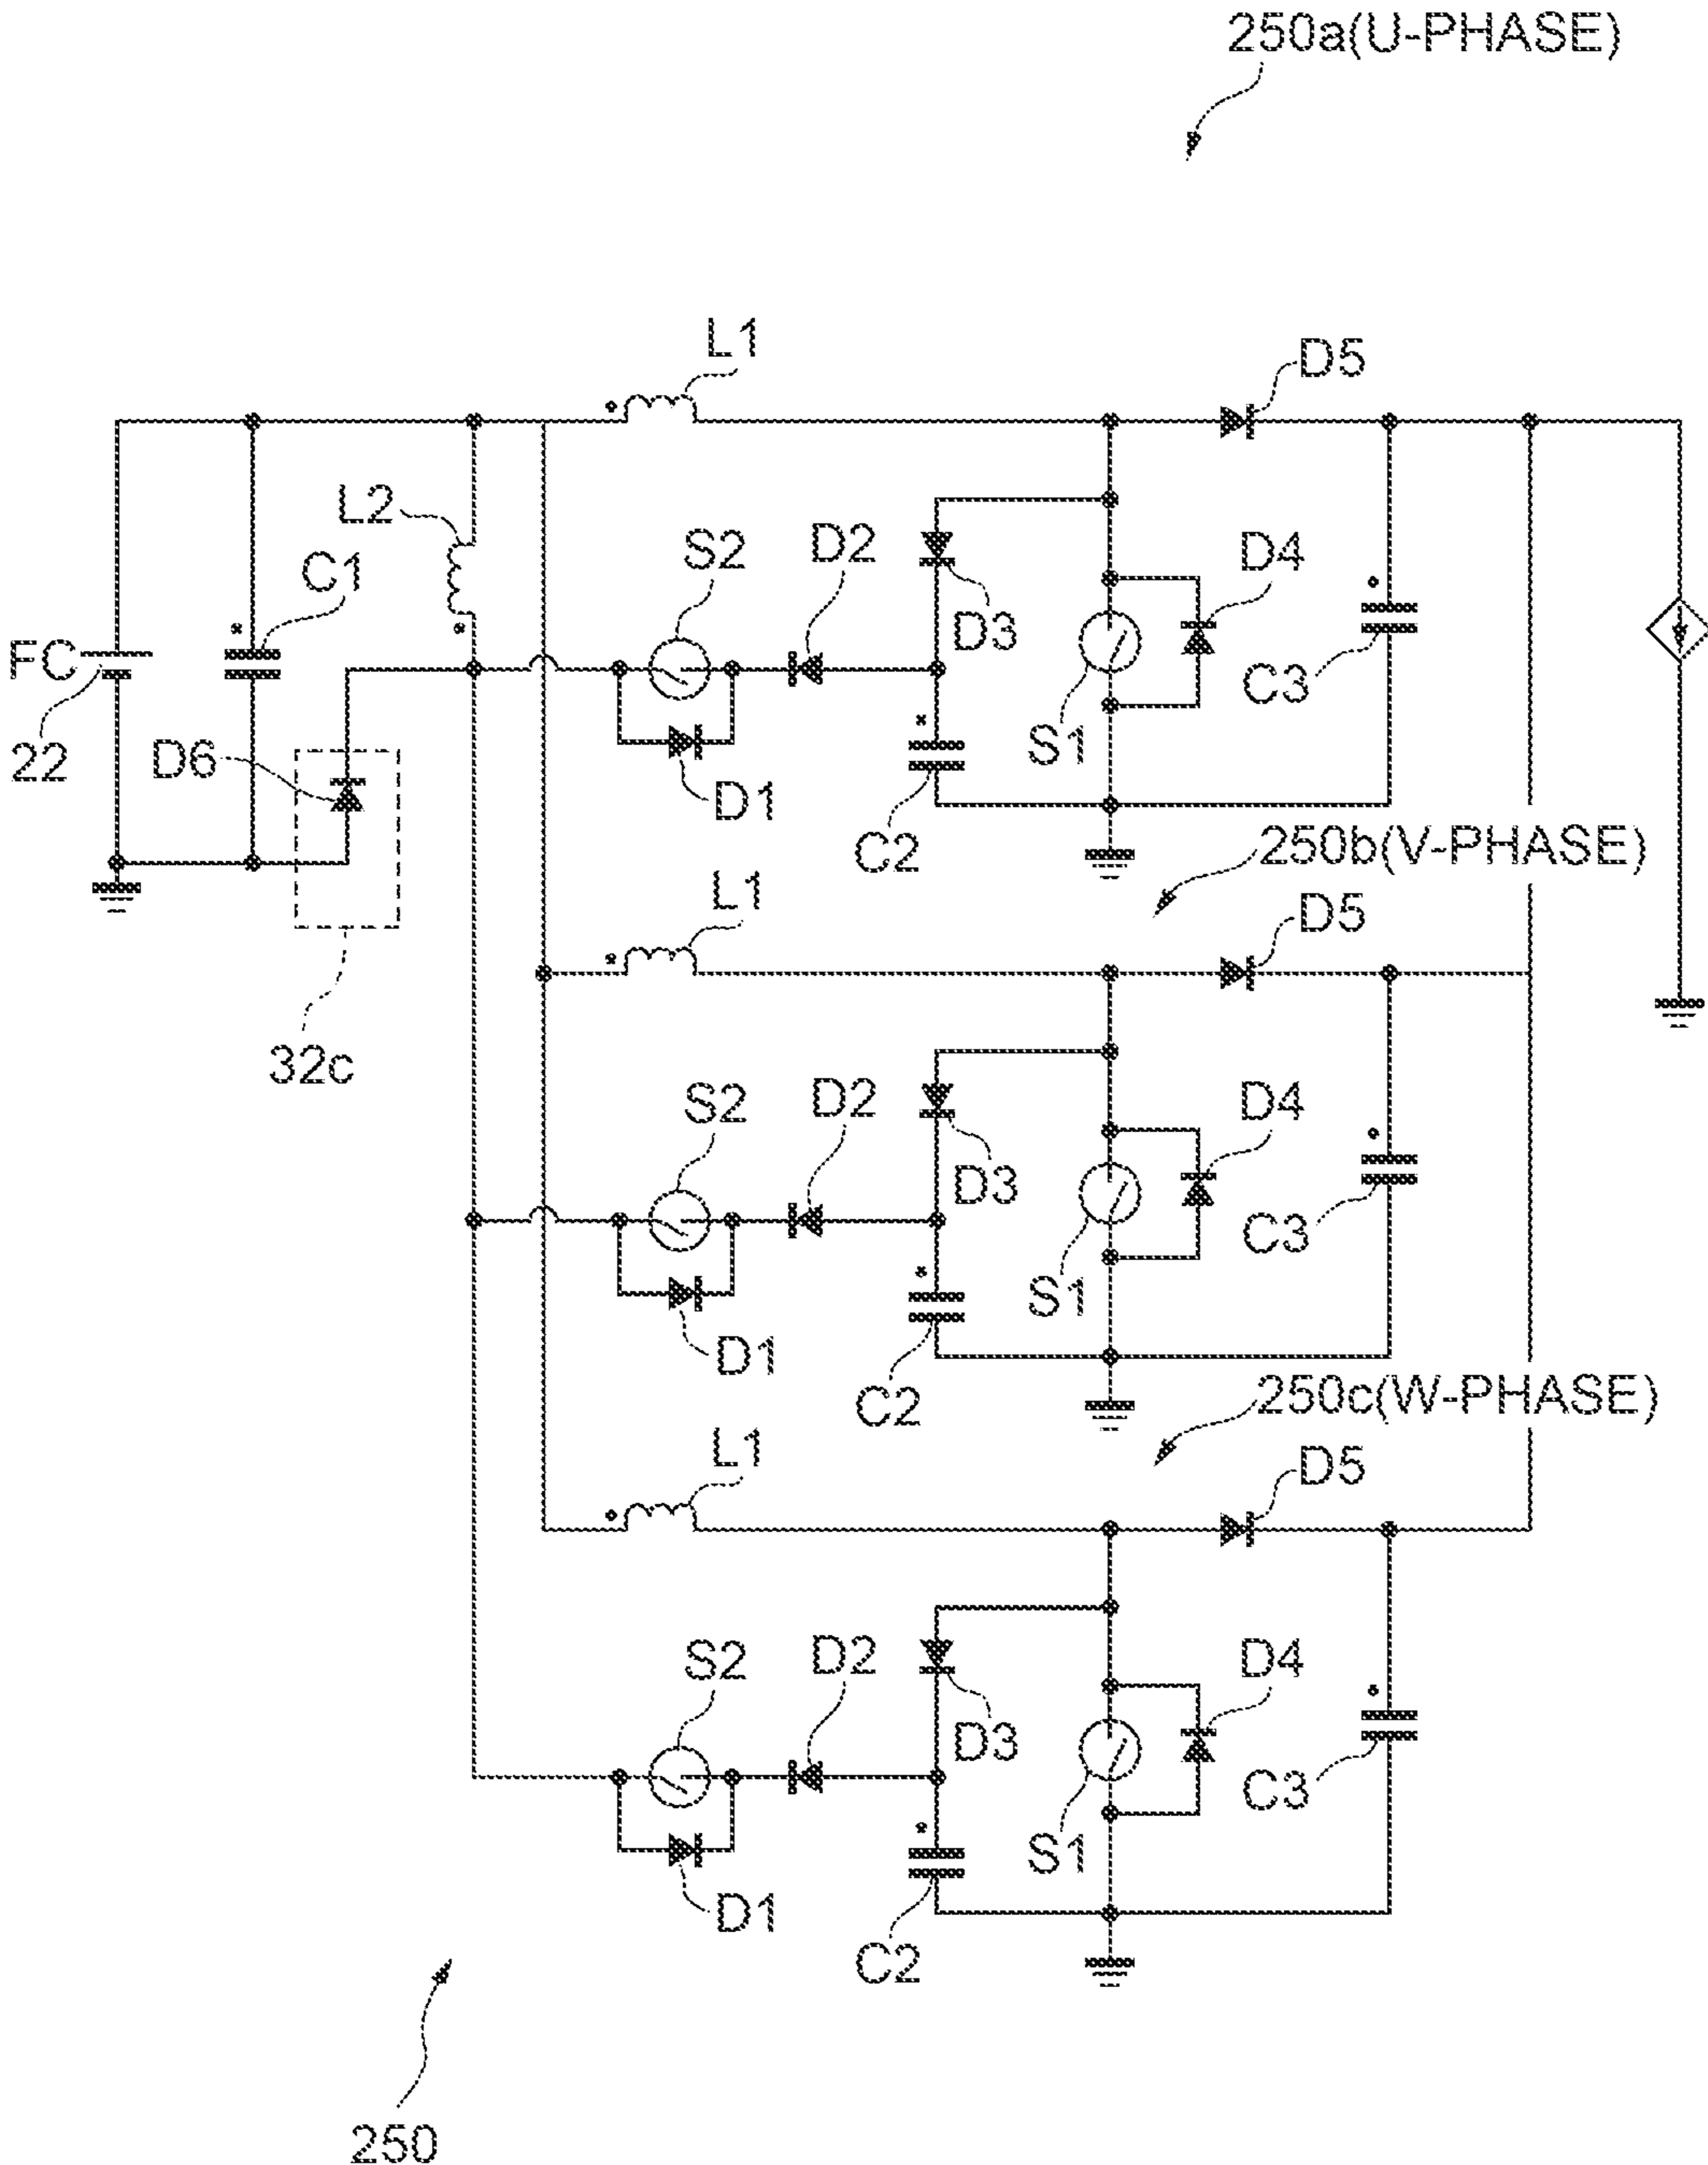 250a(U-PHASE)
L1
D5
L2
C1
S2
D2
D4
FC
D3
C3
22
D6
S1
D1
C2
250b(V-PHASE)
L1
D5
32c
S2
D2
D4
D3
C3
S1
D1
C2
250c(W-PHASE)
L1
D5
S2
D2
D4
D3
C3
S1
D1
C2
250